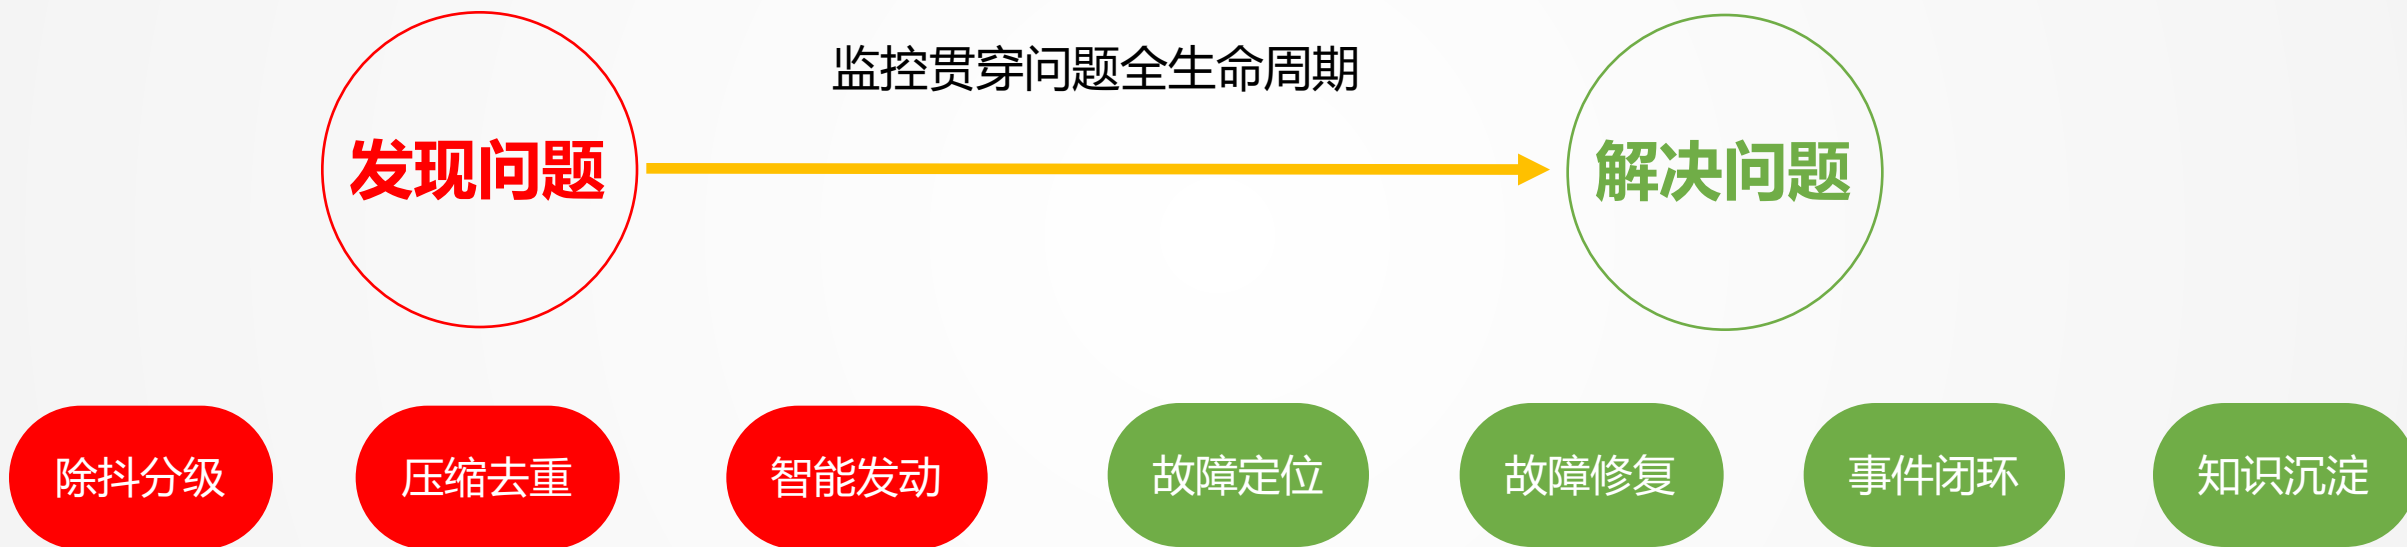 监控贯穿问题全生命周期
发现问题
解决问题
除抖分级
压缩去重
智能发动
故障定位
故障修复
事件闭环
知识沉淀